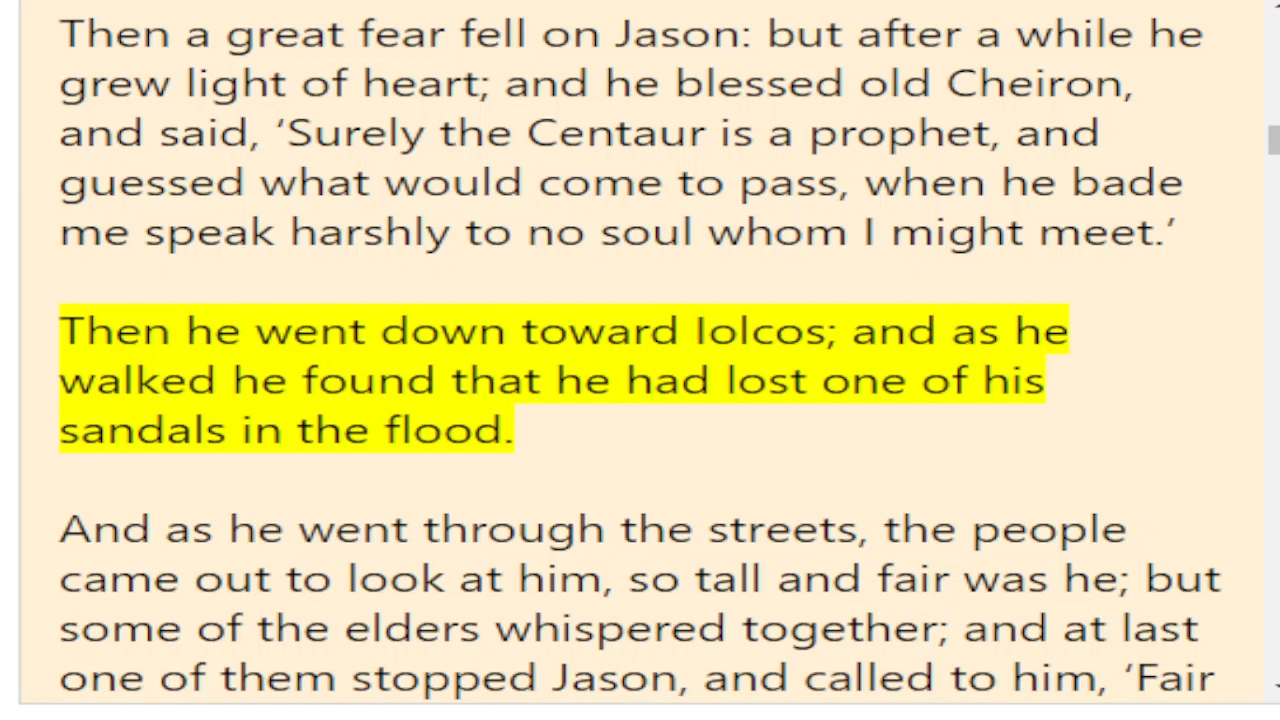 Then a great fear fell on Jason: but after a while he
grew light of heart; and he blessed old Cheiron,
and said, ‘Surely the Centaur is a prophet, and
guessed what would come to pass, when he bade
me speak harshly to no soul whom I might meet.’
Then he went down toward Iolcos; and as he
walked he found that he had lost one of his
sandals in the flood.
And as he went through the streets, the people
came out to look at him, so tall and fair was he; but
some of the elders whispered together; and at last
one of them stopped Jason, and called to him, ‘Fair